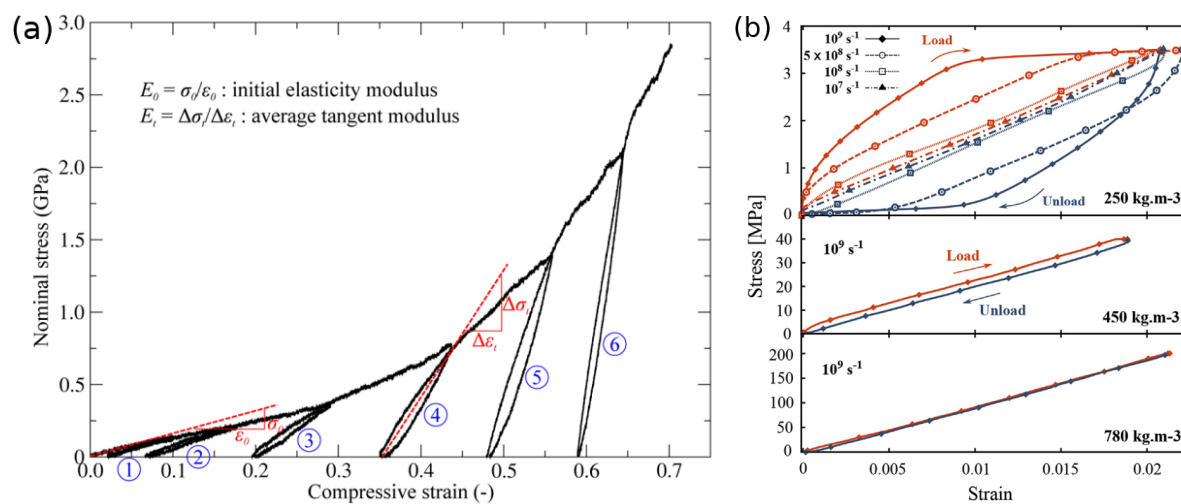 (a)
3.0
2.5
2.0
1.5
1.0
0.5
0
Nominal stress (GPa)
E₀ = σ₀/ε₀ : initial elasticity modulus
Eₜ = Δσₜ/Δεₜ : average tangent modulus
Δσₜ
Δεₜ
σ₀
ε₀
1
2
3
4
5
6
0.0
0.1
0.2
0.3
0.4
0.5
0.6
0.7
Compressive strain (-)
(b)
4
3
2
1
0
10⁹ s⁻¹
5 x 10⁸ s⁻¹
10⁸ s⁻¹
10⁷ s⁻¹
Load
Unload
250 kg.m-3
Stress [MPa]
50
40
30
20
10
0
10⁹ s⁻¹
Load
Unload
450 kg.m-3
200
150
100
50
0
10⁹ s⁻¹
780 kg.m-3
0
0.005
0.01
0.015
0.02
Strain